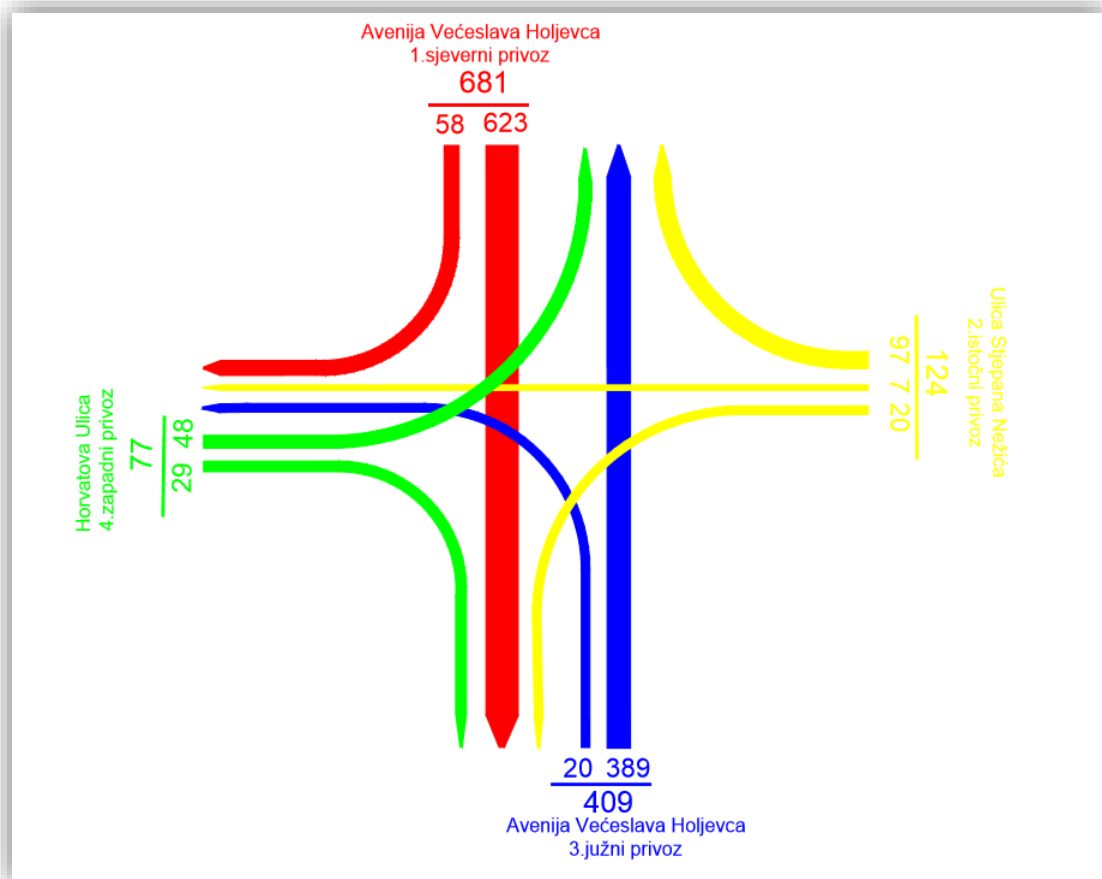 Avenija Većeslava Holjevca
1.sjeverni privoz
681
58 623
Ulica Stjepana Nežića
2.istočni privoz
124
97 7 20
Horvatova Ulica
4.zapadni privoz
77
29 48
20 389
409
Avenija Većeslava Holjevca
3.južni privoz